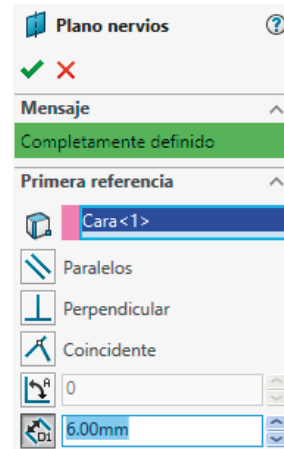 Plano nervios
Mensaje
Completamente definido
Primera referencia
Cara<1>
Paralelos
Perpendicular
Coincidente
0
6.00mm